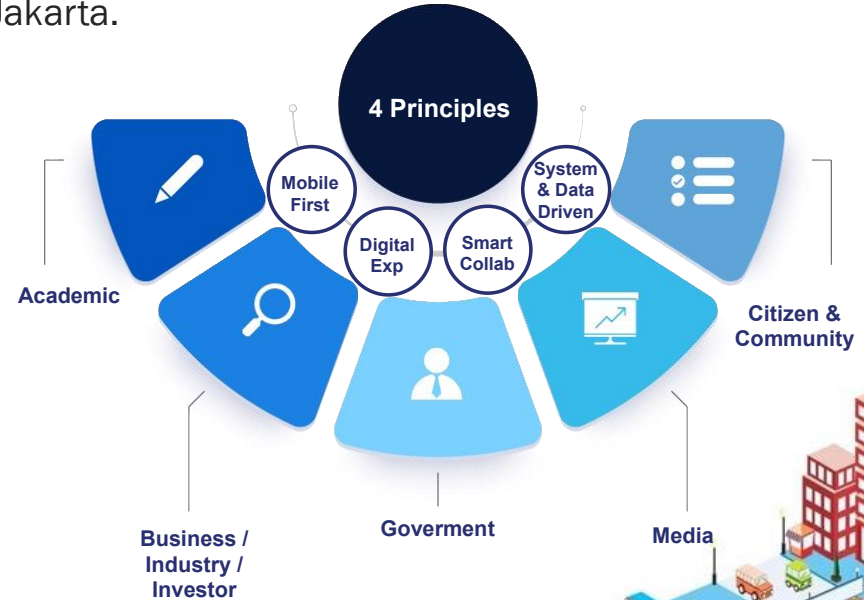 Jakarta.
4 Principles
Mobile
First
Digital
Exp
Smart
Collab
System
& Data
Driven
Academic
Business /
Industry /
Investor
Goverment
Media
Citizen &
Community